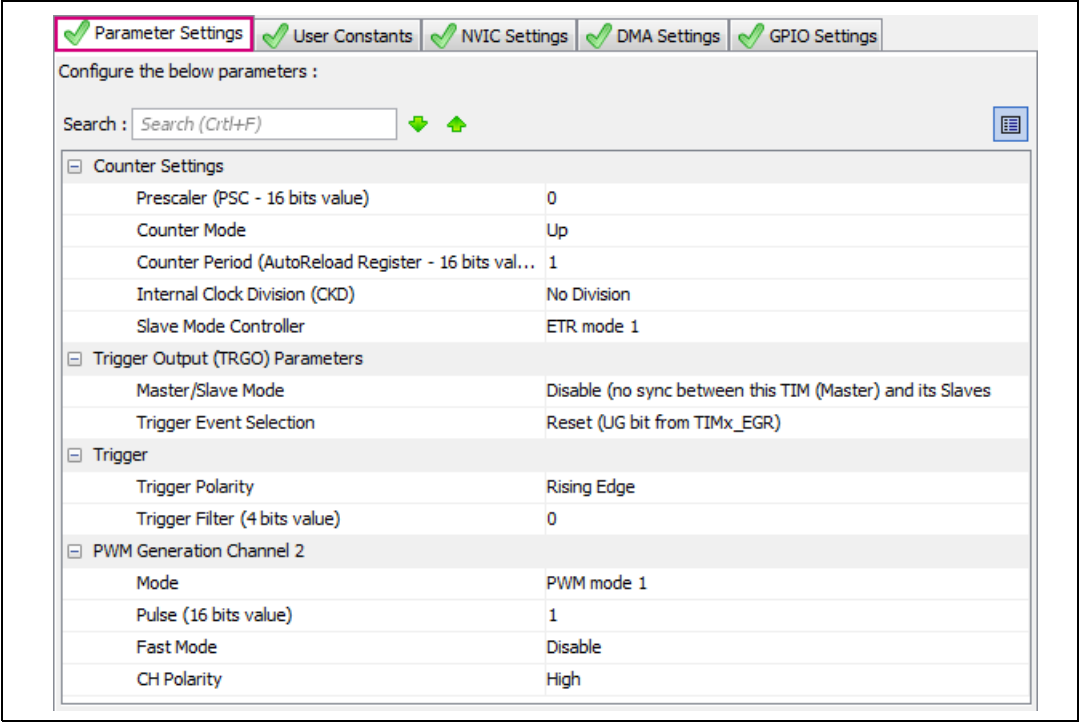 Parameter Settings User Constants NVIC Settings DMA Settings GPIO Settings
Configure the below parameters :
Search : Search (Crtl+F)
Counter Settings
Prescaler (PSC - 16 bits value) 0
Counter Mode Up
Counter Period (AutoReload Register - 16 bits val... 1
Internal Clock Division (CKD) No Division
Slave Mode Controller ETR mode 1
Trigger Output (TRGO) Parameters
Master/Slave Mode Disable (no sync between this TIM (Master) and its Slaves
Trigger Event Selection Reset (UG bit from TIMx_EGR)
Trigger
Trigger Polarity Rising Edge
Trigger Filter (4 bits value) 0
PWM Generation Channel 2
Mode PWM mode 1
Pulse (16 bits value) 1
Fast Mode Disable
CH Polarity High